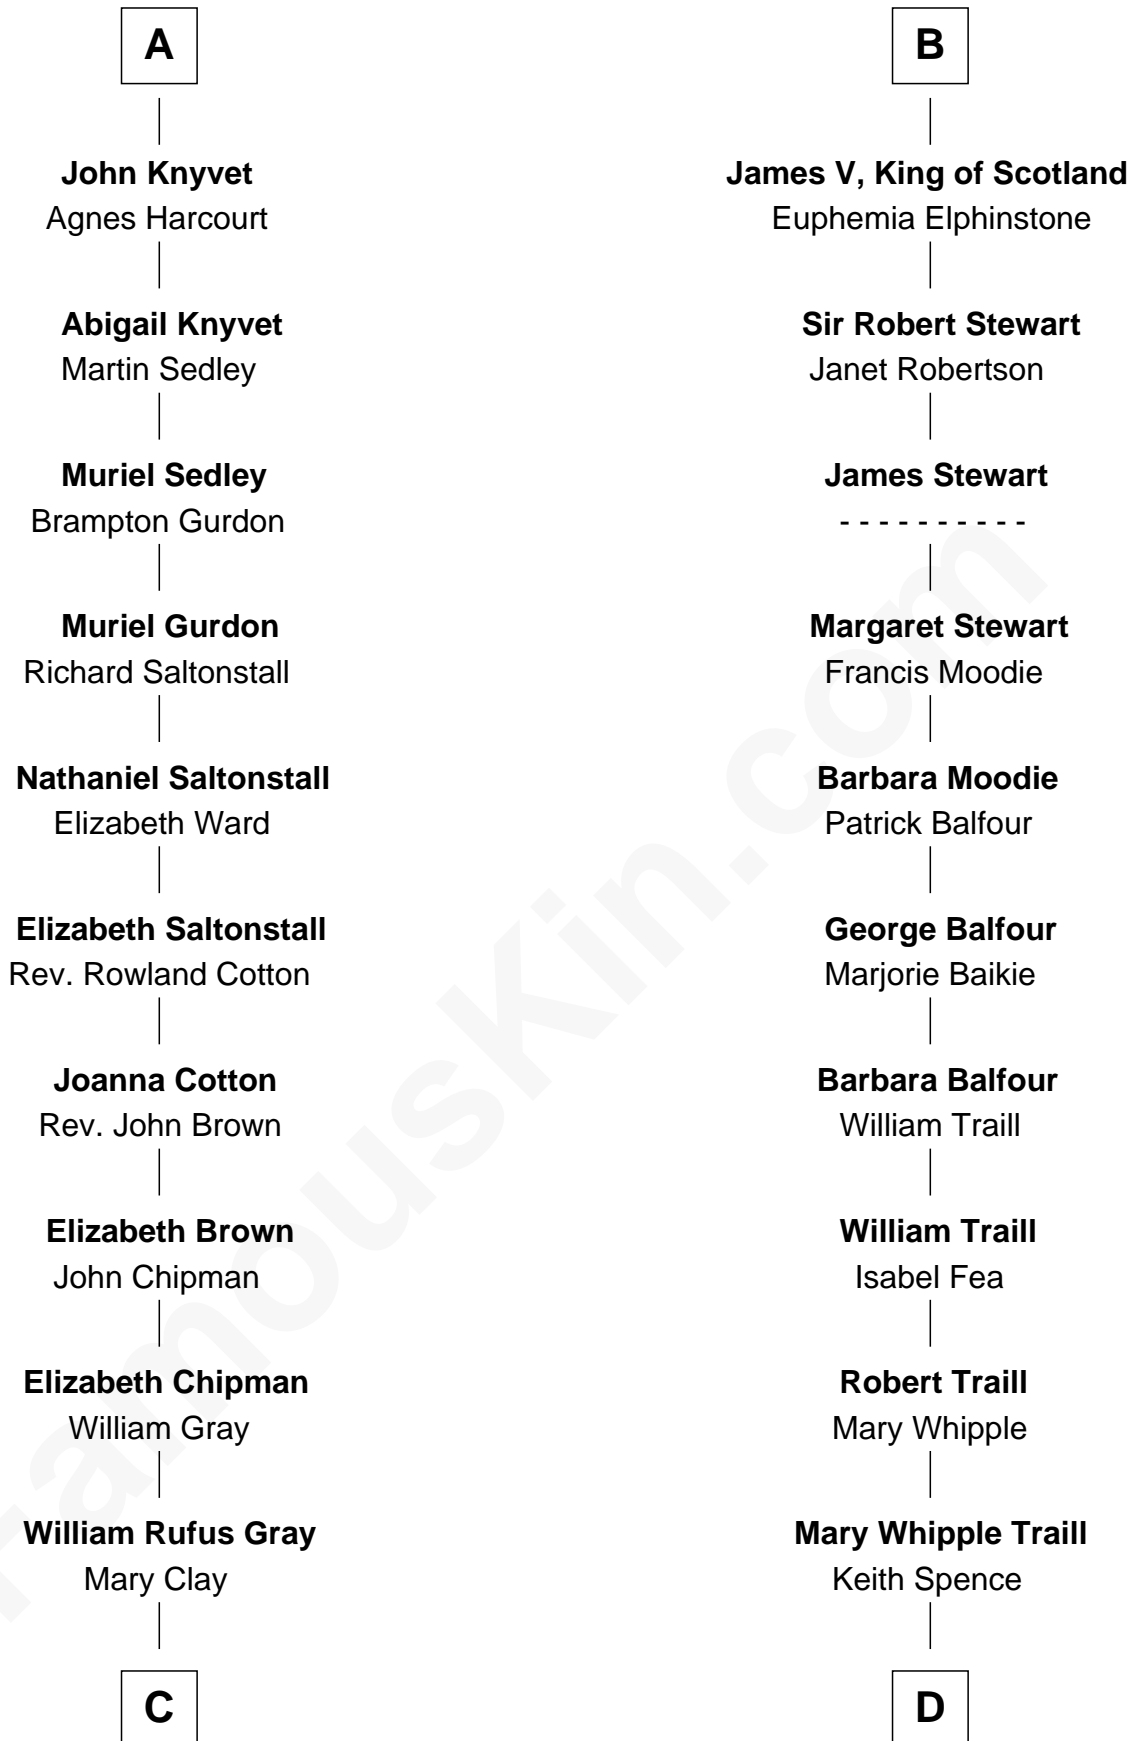 A
John Knyvet
Agnes Harcourt
Abigail Knyvet
Martin Sedley
Muriel Sedley
Brampton Gurdon
Muriel Gurdon
Richard Saltonstall
Nathaniel Saltonstall
Elizabeth Ward
Elizabeth Saltonstall
Rev. Rowland Cotton
Joanna Cotton
Rev. John Brown
Elizabeth Brown
John Chipman
Elizabeth Chipman
William Gray
William Rufus Gray
Mary Clay
C
B
James V, King of Scotland
Euphemia Elphinstone
Sir Robert Stewart
Janet Robertson
James Stewart
- - - - - - - - - -
Margaret Stewart
Francis Moodie
Barbara Moodie
Patrick Balfour
George Balfour
Marjorie Baikie
Barbara Balfour
William Traill
William Traill
Isabel Fea
Robert Traill
Mary Whipple
Mary Whipple Traill
Keith Spence
D
FamousKin.com